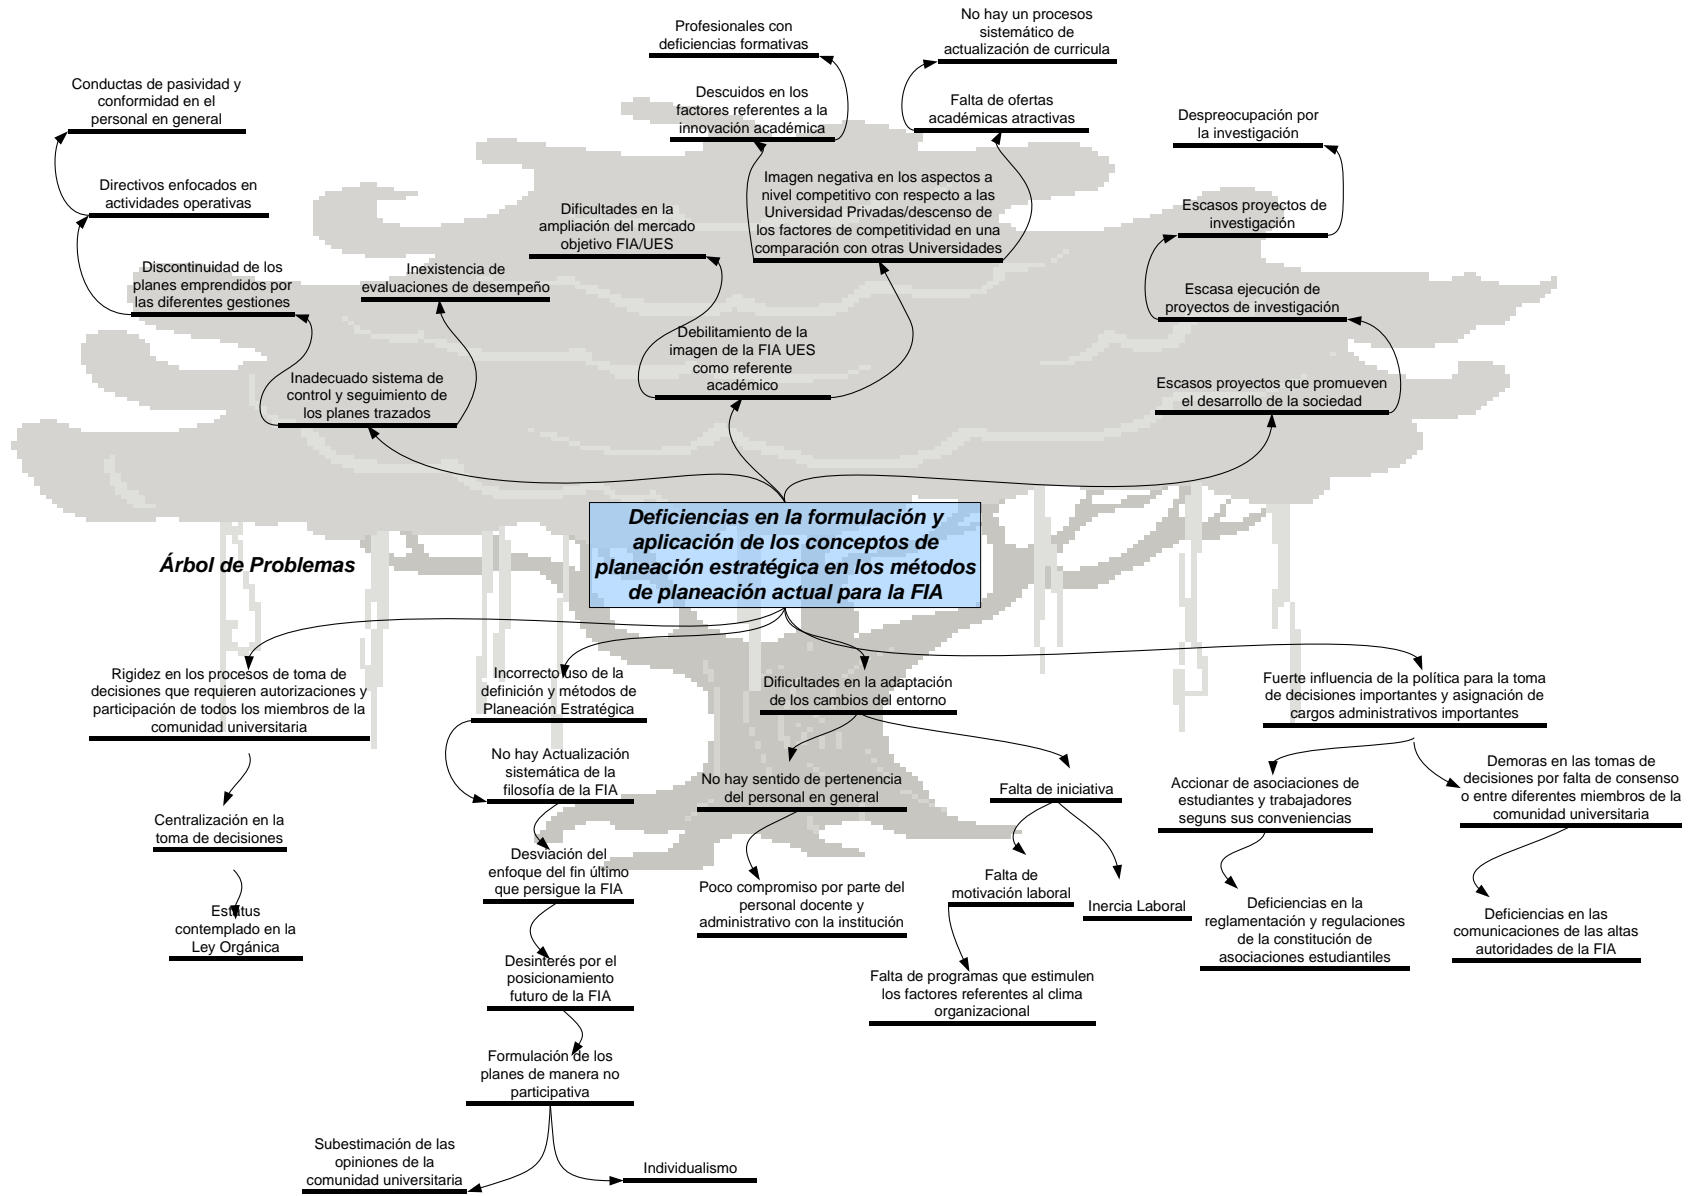 Profesionales con
deficiencias formativas
No hay un procesos
sistemático de
actualización de curricula
Conductas de pasividad y
conformidad en el
personal en general
Descuidos en los
factores referentes a la
innovación académica
Falta de ofertas
académicas atractivas
Despreocupación por
la investigación
Directivos enfocados en
actividades operativas
Dificultades en la
ampliación del mercado
objetivo FIA/UES
Imagen negativa en los aspectos a
nivel competitivo con respecto a las
Universidad Privadas/descenso de
los factores de competitividad en una
comparación con otras Universidades
Escasos proyectos de
investigación
Discontinuidad de los
planes emprendidos por
las diferentes gestiones
Inexistencia de
evaluaciones de desempeño
Escasa ejecución de
proyectos de investigación
Debilitamiento de la
imagen de la FIA UES
como referente
académico
Inadecuado sistema de
control y seguimiento de
los planes trazados
Escasos proyectos que promueven
el desarrollo de la sociedad
Deficiencias en la formulación y
aplicación de los conceptos de
planeación estratégica en los métodos
de planeación actual para la FIA
Árbol de Problemas
Rigidez en los procesos de toma de
decisiones que requieren autorizaciones y
participación de todos los miembros de la
comunidad universitaria
Incorrecto uso de la
definición y métodos de
Planeación Estratégica
Dificultades en la adaptación
de los cambios del entorno
Fuerte influencia de la política para la toma
de decisiones importantes y asignación de
cargos administrativos importantes
No hay Actualización
sistemática de la
filosofía de la FIA
No hay sentido de pertenencia
del personal en general
Falta de iniciativa
Accionar de asociaciones de
estudiantes y trabajadores
seguns sus conveniencias
Demoras en las tomas de
decisiones por falta de consenso
o entre diferentes miembros de la
comunidad universitaria
Centralización en la
toma de decisiones
Desviación del
enfoque del fin último
que persigue la FIA
Poco compromiso por parte del
personal docente y
administrativo con la institución
Falta de
motivación laboral
Inercia Laboral
Deficiencias en la
reglamentación y regulaciones
de la constitución de
asociaciones estudiantiles
Deficiencias en las
comunicaciones de las altas
autoridades de la FIA
Estatus
contemplado en la
Ley Orgánica
Desinterés por el
posicionamiento
futuro de la FIA
Falta de programas que estimulen
los factores referentes al clima
organizacional
Formulación de los
planes de manera no
participativa
Subestimación de las
opiniones de la
comunidad universitaria
Individualismo